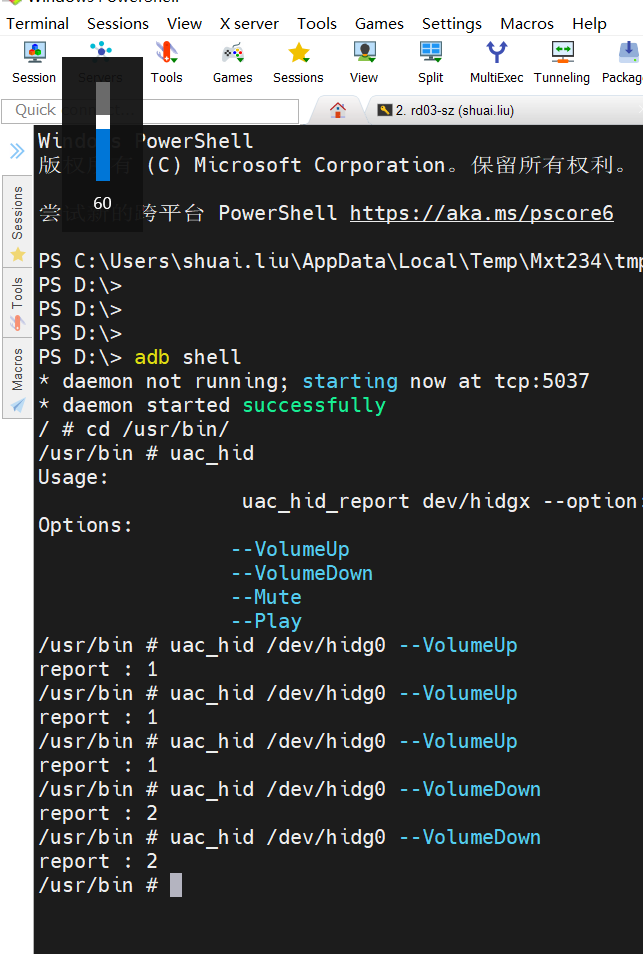 Windows PowerShell
Terminal Sessions View X server Tools Games Settings Macros Help
Session Servers Tools Games Sessions View Split MultiExec Tunneling Packag
Quick connect...
2. rd03-sz (shuai.liu)
60
Sessions
Tools
Macros
Windows PowerShell
版权所有 (C) Microsoft Corporation。保留所有权利。
尝试新的跨平台 PowerShell https://aka.ms/pscore6
PS C:\Users\shuai.liu\AppData\Local\Temp\Mxt234\tmp
PS D:\>
PS D:\>
PS D:\>
PS D:\> adb shell
* daemon not running; starting now at tcp:5037
* daemon started successfully
/ # cd /usr/bin/
/usr/bin # uac_hid
Usage:
uac_hid_report dev/hidgx --option
Options:
--VolumeUp
--VolumeDown
--Mute
--Play
/usr/bin # uac_hid /dev/hidg0 --VolumeUp
report : 1
/usr/bin # uac_hid /dev/hidg0 --VolumeUp
report : 1
/usr/bin # uac_hid /dev/hidg0 --VolumeUp
report : 1
/usr/bin # uac_hid /dev/hidg0 --VolumeDown
report : 2
/usr/bin # uac_hid /dev/hidg0 --VolumeDown
report : 2
/usr/bin #